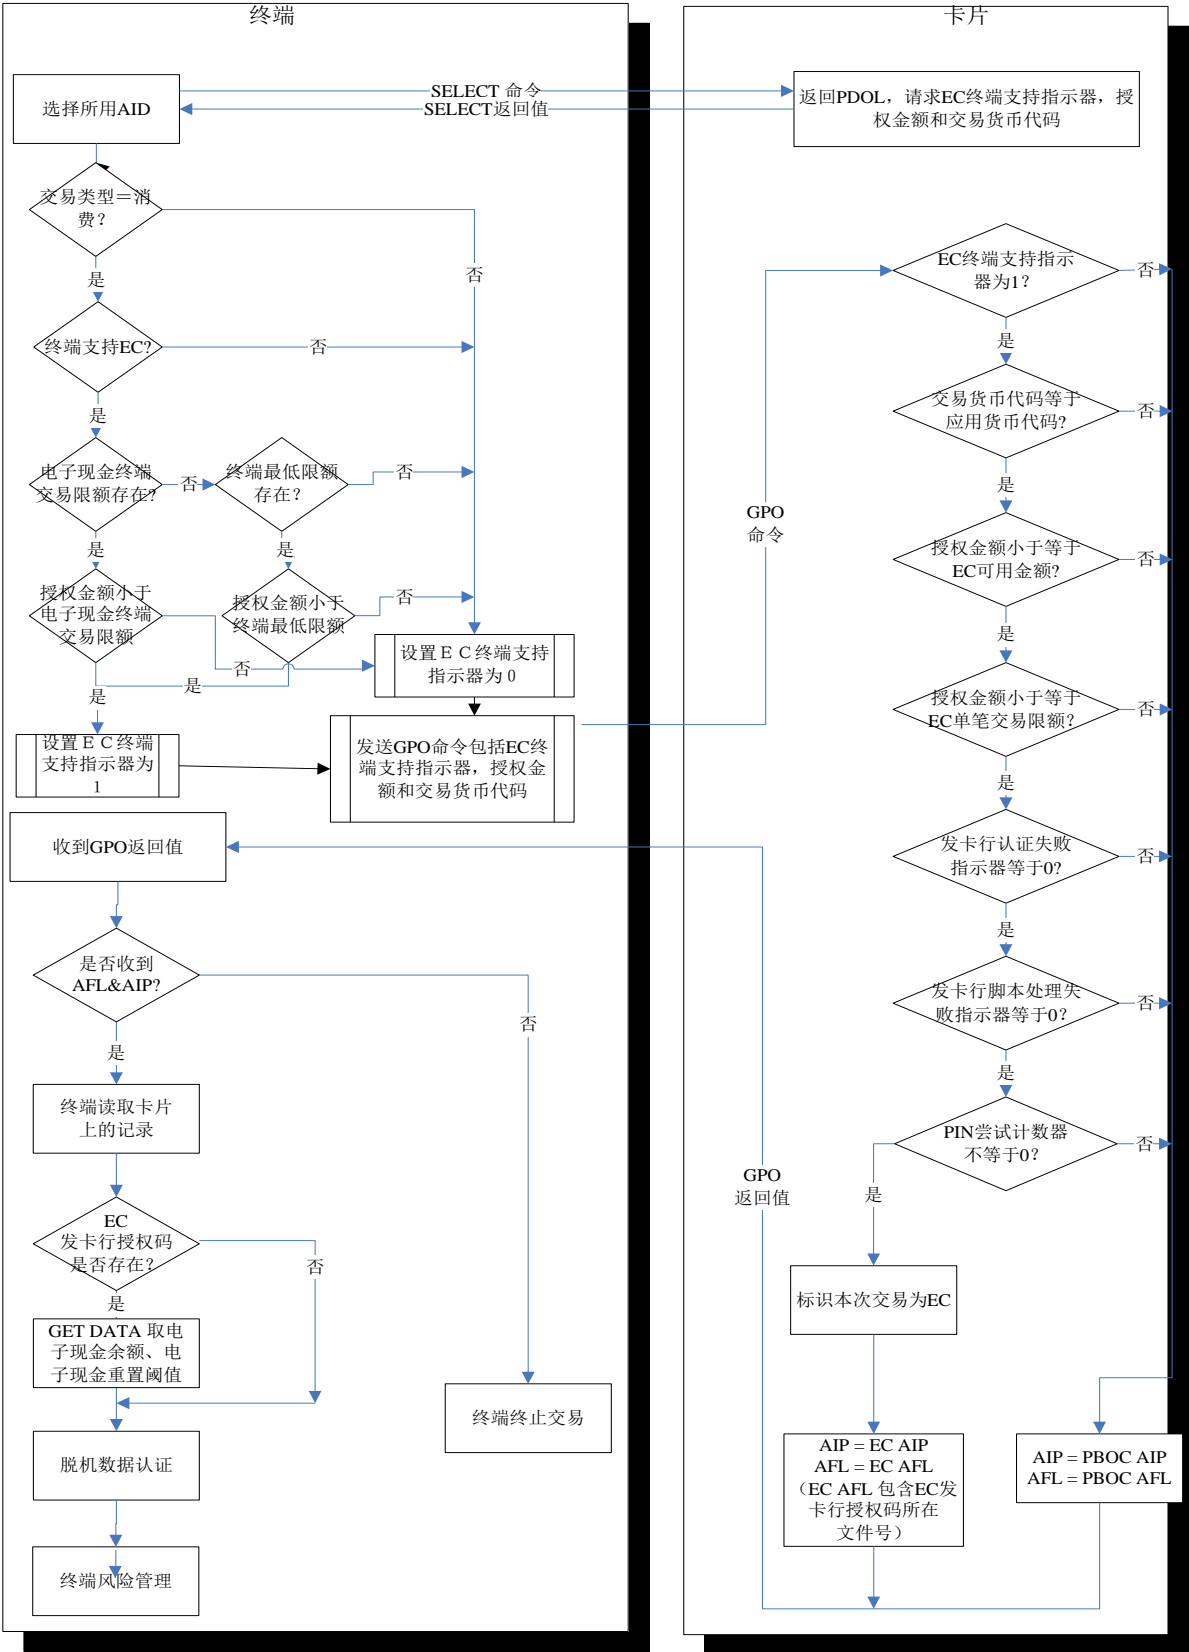 终端
选择所用AID
SELECT 命令
SELECT返回值
交易类型＝消
费？
否
是
终端支持EC?
否
是
电子现金终端
交易限额存在?
否
终端最低限额
存在？
否
是
是
授权金额小于
电子现金终端
交易限额
授权金额小于
终端最低限额
否
否
是
是
设置ＥＣ终端支持
指示器为０
设置ＥＣ终端
支持指示器为
1
发送GPO命令包括EC终
端支持指示器，授权金
额和交易货币代码
收到GPO返回值
是否收到
AFL&AIP?
否
是
终端读取卡片
上的记录
EC
发卡行授权码
是否存在？
否
是
GET DATA 取电
子现金余额、电
子现金重置阈值
终端终止交易
脱机数据认证
终端风险管理
GPO
命令
GPO
返回值
卡片
返回PDOL，请求EC终端支持指示器，授
权金额和交易货币代码
EC终端支持指示
器为1？
否
是
交易货币代码等于
应用货币代码?
否
是
授权金额小于等于
EC可用金额?
否
是
授权金额小于等于
EC单笔交易限额?
否
是
发卡行认证失败
指示器等于0?
否
是
发卡行脚本处理失
败指示器等于0？
否
是
PIN尝试计数器
不等于0？
否
是
标识本次交易为EC
AIP = EC AIP
AFL = EC AFL
（EC AFL 包含EC发
卡行授权码所在
文件号）
AIP = PBOC AIP
AFL = PBOC AFL